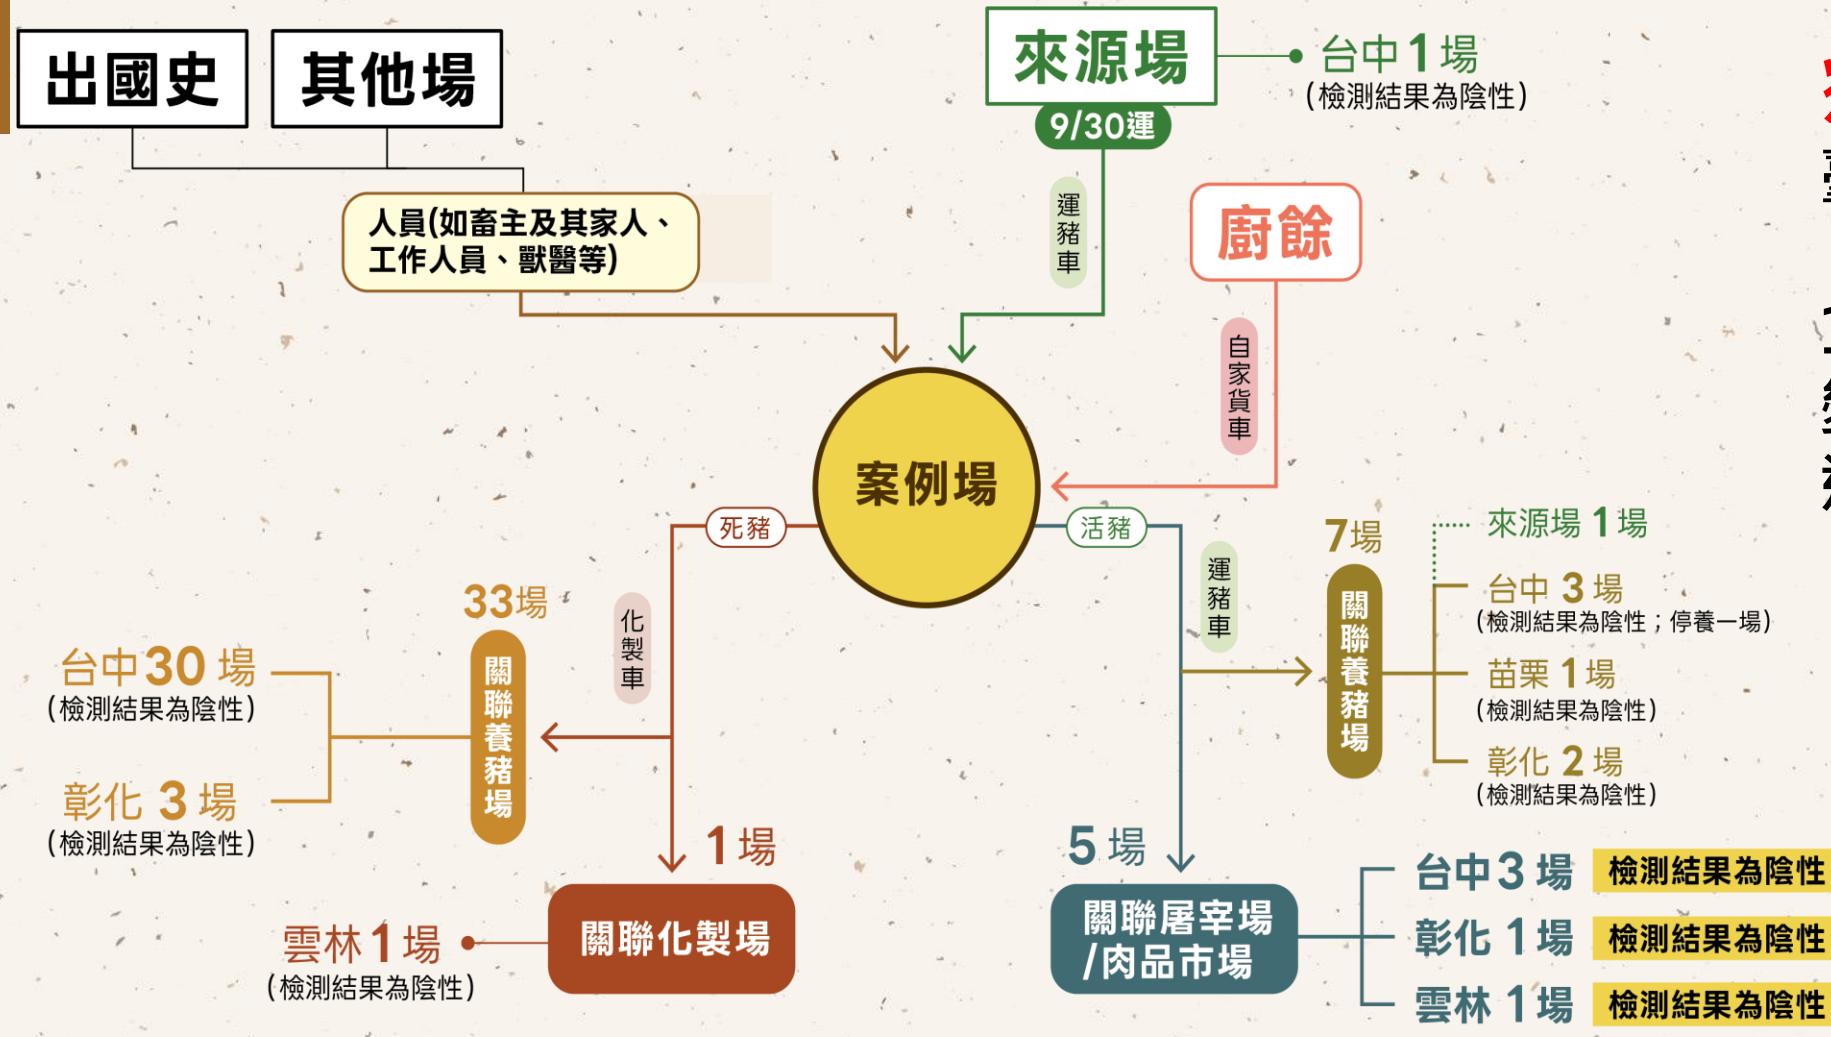 出國史
其他場
來源場
台中 1 場
(檢測結果為陰性)
9/30運
人員(如畜主及其家人、
工作人員、獸醫等)
運豬車
廚餘
自家貨車
案例場
死豬
活豬
化製車
33場
關聯養豬場
台中 30 場
(檢測結果為陰性)
彰化 3 場
(檢測結果為陰性)
1 場
關聯化製場
雲林 1 場
(檢測結果為陰性)
運豬車
7場
關聯養豬場
來源場 1 場
台中 3 場
(檢測結果為陰性；停養一場)
苗栗 1 場
(檢測結果為陰性)
彰化 2 場
(檢測結果為陰性)
5 場
關聯屠宰場
/肉品市場
台中 3 場 檢測結果為陰性
彰化 1 場 檢測結果為陰性
雲林 1 場 檢測結果為陰性